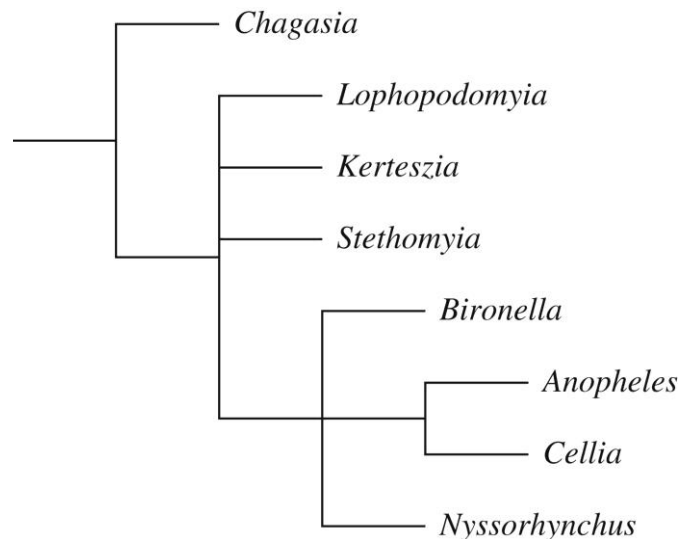 Chagasia
Lophopodomyia
Kerteszia
Stethomyia
Bironella
Anopheles
Cellia
Nyssorhynchus